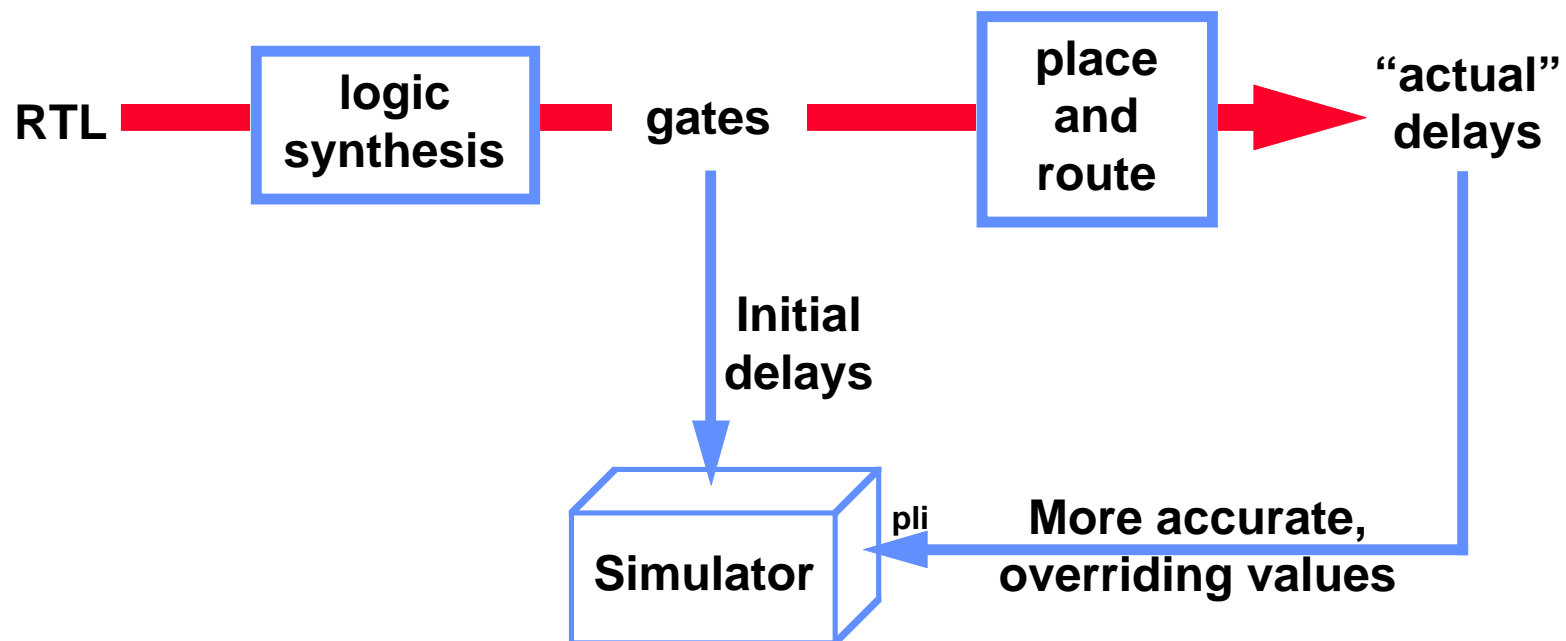 RTL
logic
synthesis
gates
place
and
route
“actual”
delays
Initial
delays
Simulator
pli
More accurate,
overriding values